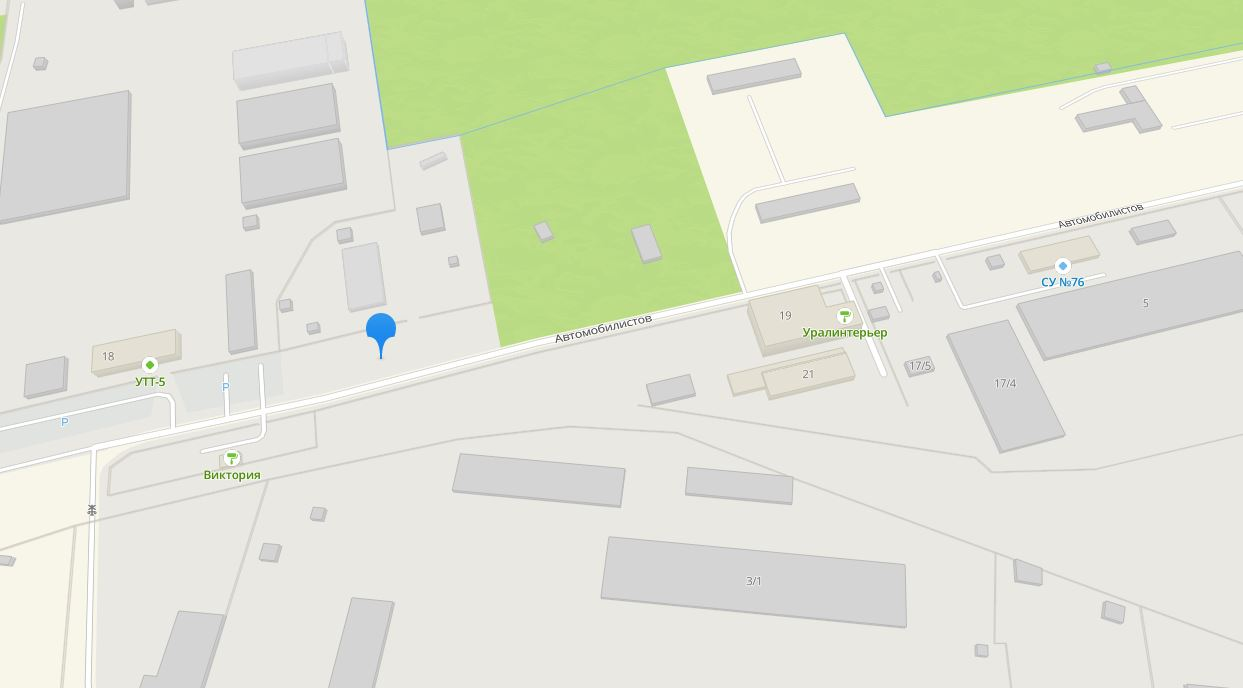 Автомобилистов
СУ №76
5
19
Уралинтерьер
Автомобилистов
18
УТТ-5
17/5
21
17/4
P
P
Виктория
3/1